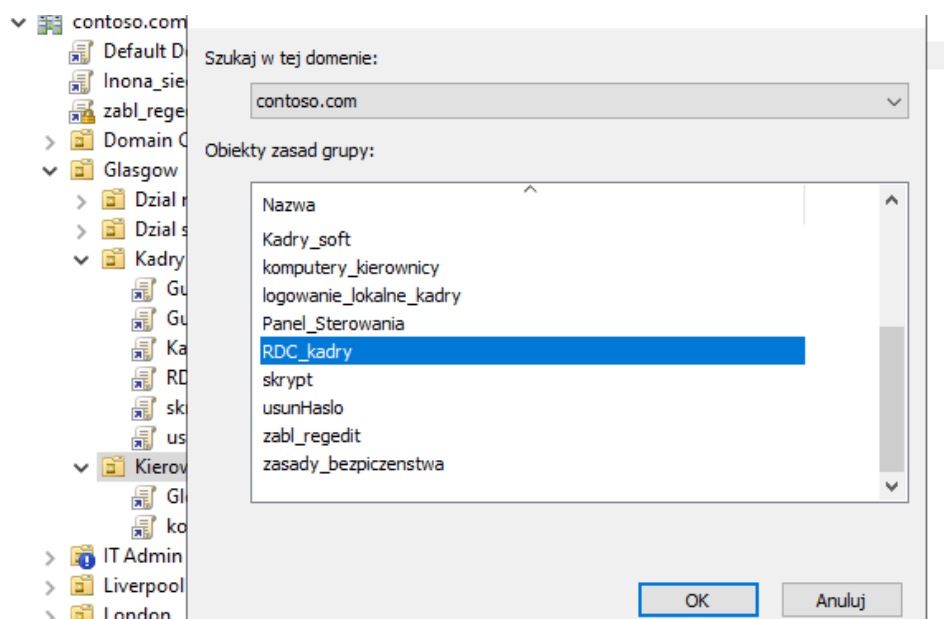 contoso.com
Default D
Inona_sie
zabl_rege
Domain C
Glasgow
Dzial r
Dzial s
Kadry
Gu
Gu
Ka
RD
sk
us
Kierow
Gl
ko
IT Admin
Liverpool
London
Szukaj w tej domenie:
contoso.com
Obiekty zasad grupy:
Nazwa
Kadry_soft
komputery_kierownicy
logowanie_lokalne_kadry
Panel_Sterowania
RDC_kadry
skrypt
usunHaslo
zabl_regedit
zasady_bezpiczenstwa
OK
Anuluj